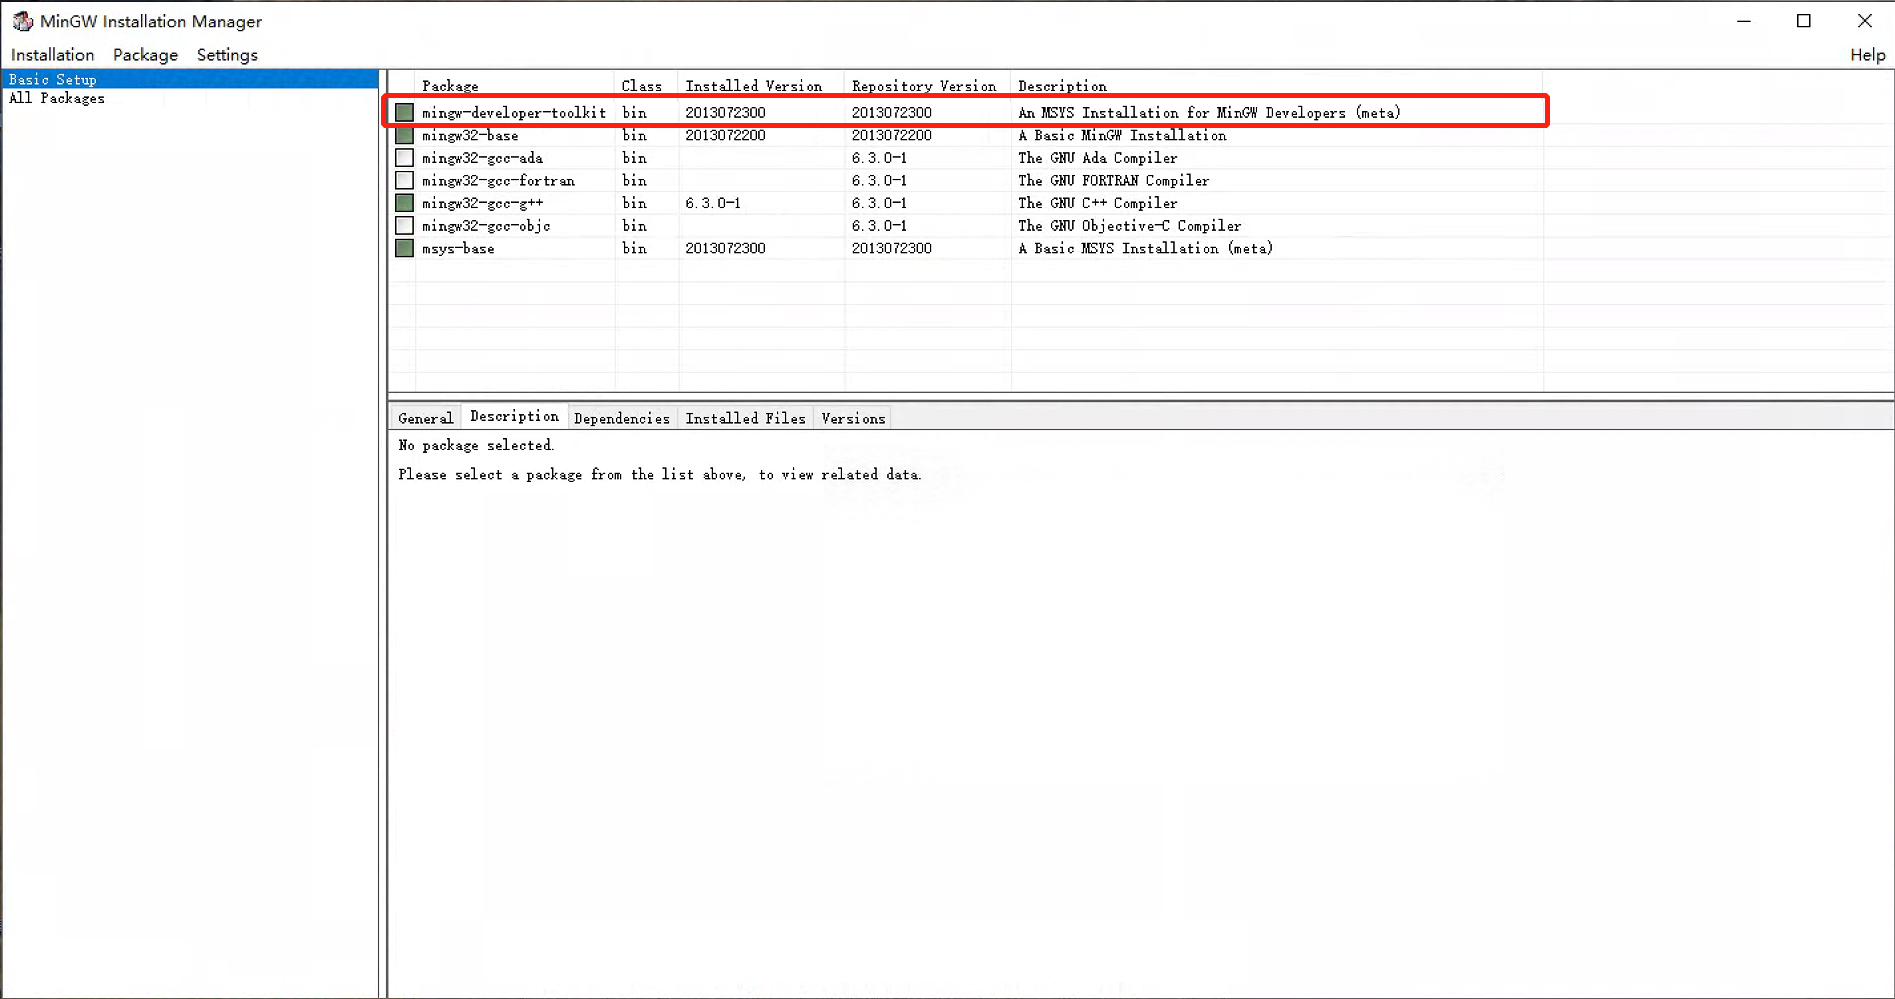 MinGW Installation Manager
Installation Package Settings Help
Basic Setup
All Packages
Package Class Installed Version Repository Version Description
mingw-developer-toolkit bin 2013072300 2013072300 An MSYS Installation for MinGW Developers (meta)
mingw32-base bin 2013072200 2013072200 A Basic MinGW Installation
mingw32-gcc-ada bin 6.3.0-1 The GNU Ada Compiler
mingw32-gcc-fortran bin 6.3.0-1 The GNU FORTRAN Compiler
mingw32-gcc-g++ bin 6.3.0-1 6.3.0-1 The GNU C++ Compiler
mingw32-gcc-objc bin 6.3.0-1 The GNU Objective-C Compiler
msys-base bin 2013072300 2013072300 A Basic MSYS Installation (meta)
General Description Dependencies Installed Files Versions
No package selected.
Please select a package from the list above, to view related data.